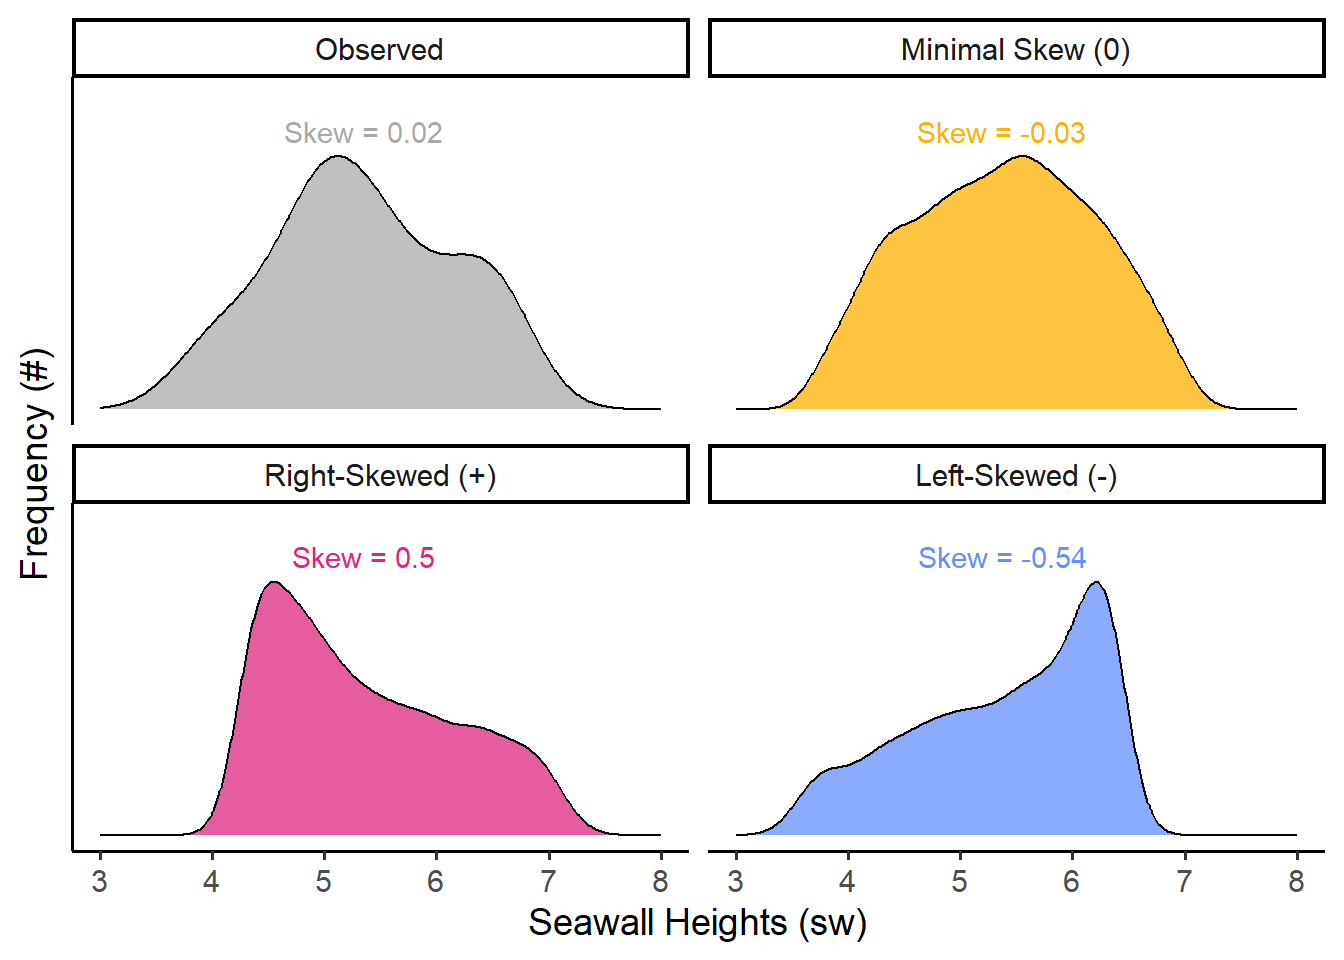 Observed
Minimal Skew (0)
Skew = 0.02
Skew = -0.03
Frequency (#)
Right-Skewed (+)
Left-Skewed (-)
Skew = 0.5
Skew = -0.54
3 4 5 6 7 8
3 4 5 6 7 8
Seawall Heights (sw)